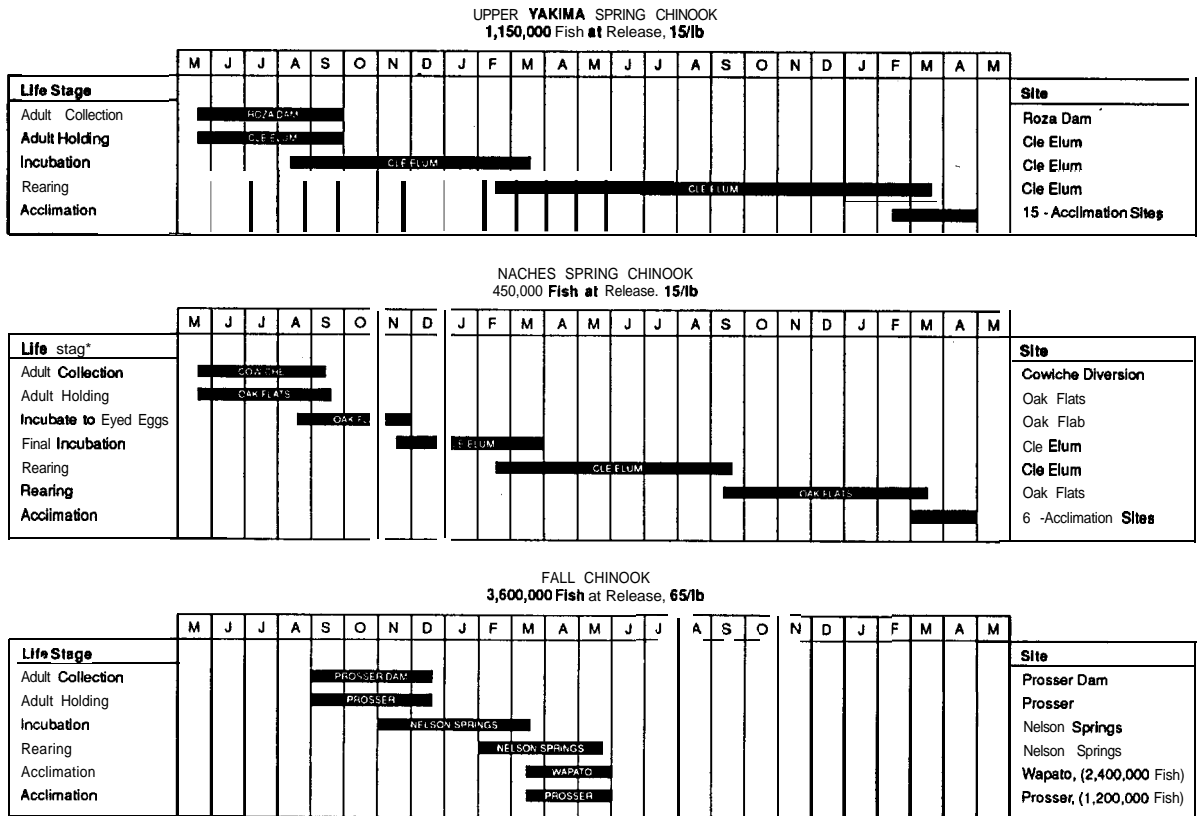 UPPER YAKIMA SPRING CHINOOK
1,150,000 Fish at Release, 15/lb
M J J A S O N D J F M A M J J A S O N D J F M A M
Life Stage Site
Adult Collection ROZA DAM Roza Dam
Adult Holding CLE ELUM Cle Elum
Incubation CLE ELUM Cle Elum
Rearing CLE ELUM Cle Elum
Acclimation 15 - Acclimation Sites
NACHES SPRING CHINOOK
450,000 Fish at Release. 15/lb
M J J A S O N D J F M A M J J A S O N D J F M A M
Life stag* Site
Adult Collection COWICHE Cowiche Diversion
Adult Holding OAK FLATS Oak Flats
Incubate to Eyed Eggs OAK F Oak Flab
Final Incubation E ELUM Cle Elum
Rearing CLE ELUM Cle Elum
Rearing OAK FLATS Oak Flats
Acclimation 6 -Acclimation Sites
FALL CHINOOK
3,600,000 Fish at Release, 65/lb
M J J A S O N D J F M A M J J A S O N D J F M A M
Life Stage Site
Adult Collection PROSSER DAM Prosser Dam
Adult Holding PROSSER Prosser
Incubation NELSON SPRINGS Nelson Springs
Rearing NELSON SPRINGS Nelson Springs
Acclimation WAPATO Wapato, (2,400,000 Fish)
Acclimation PROSSER Prosser, (1,200,000 Fish)